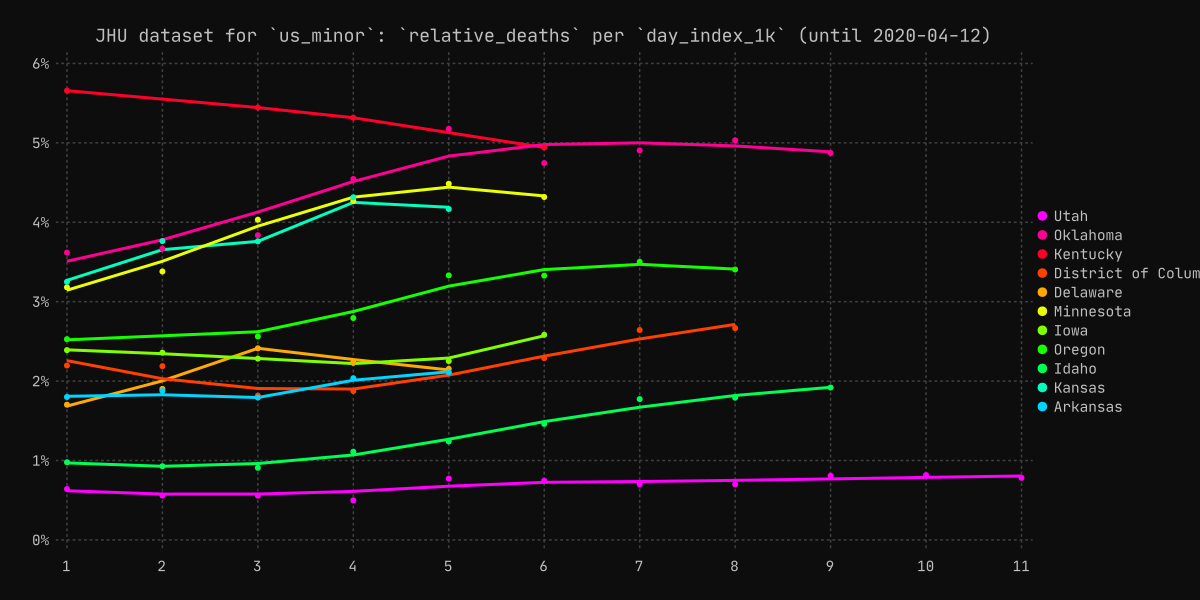 JHU dataset for `us_minor`: `relative_deaths` per `day_index_1k` (until 2020-04-12)
6%
5%
4%
3%
2%
1%
0%
1 2 3 4 5 6 7 8 9 10 11
Utah
Oklahoma
Kentucky
District of Colum
Delaware
Minnesota
Iowa
Oregon
Idaho
Kansas
Arkansas